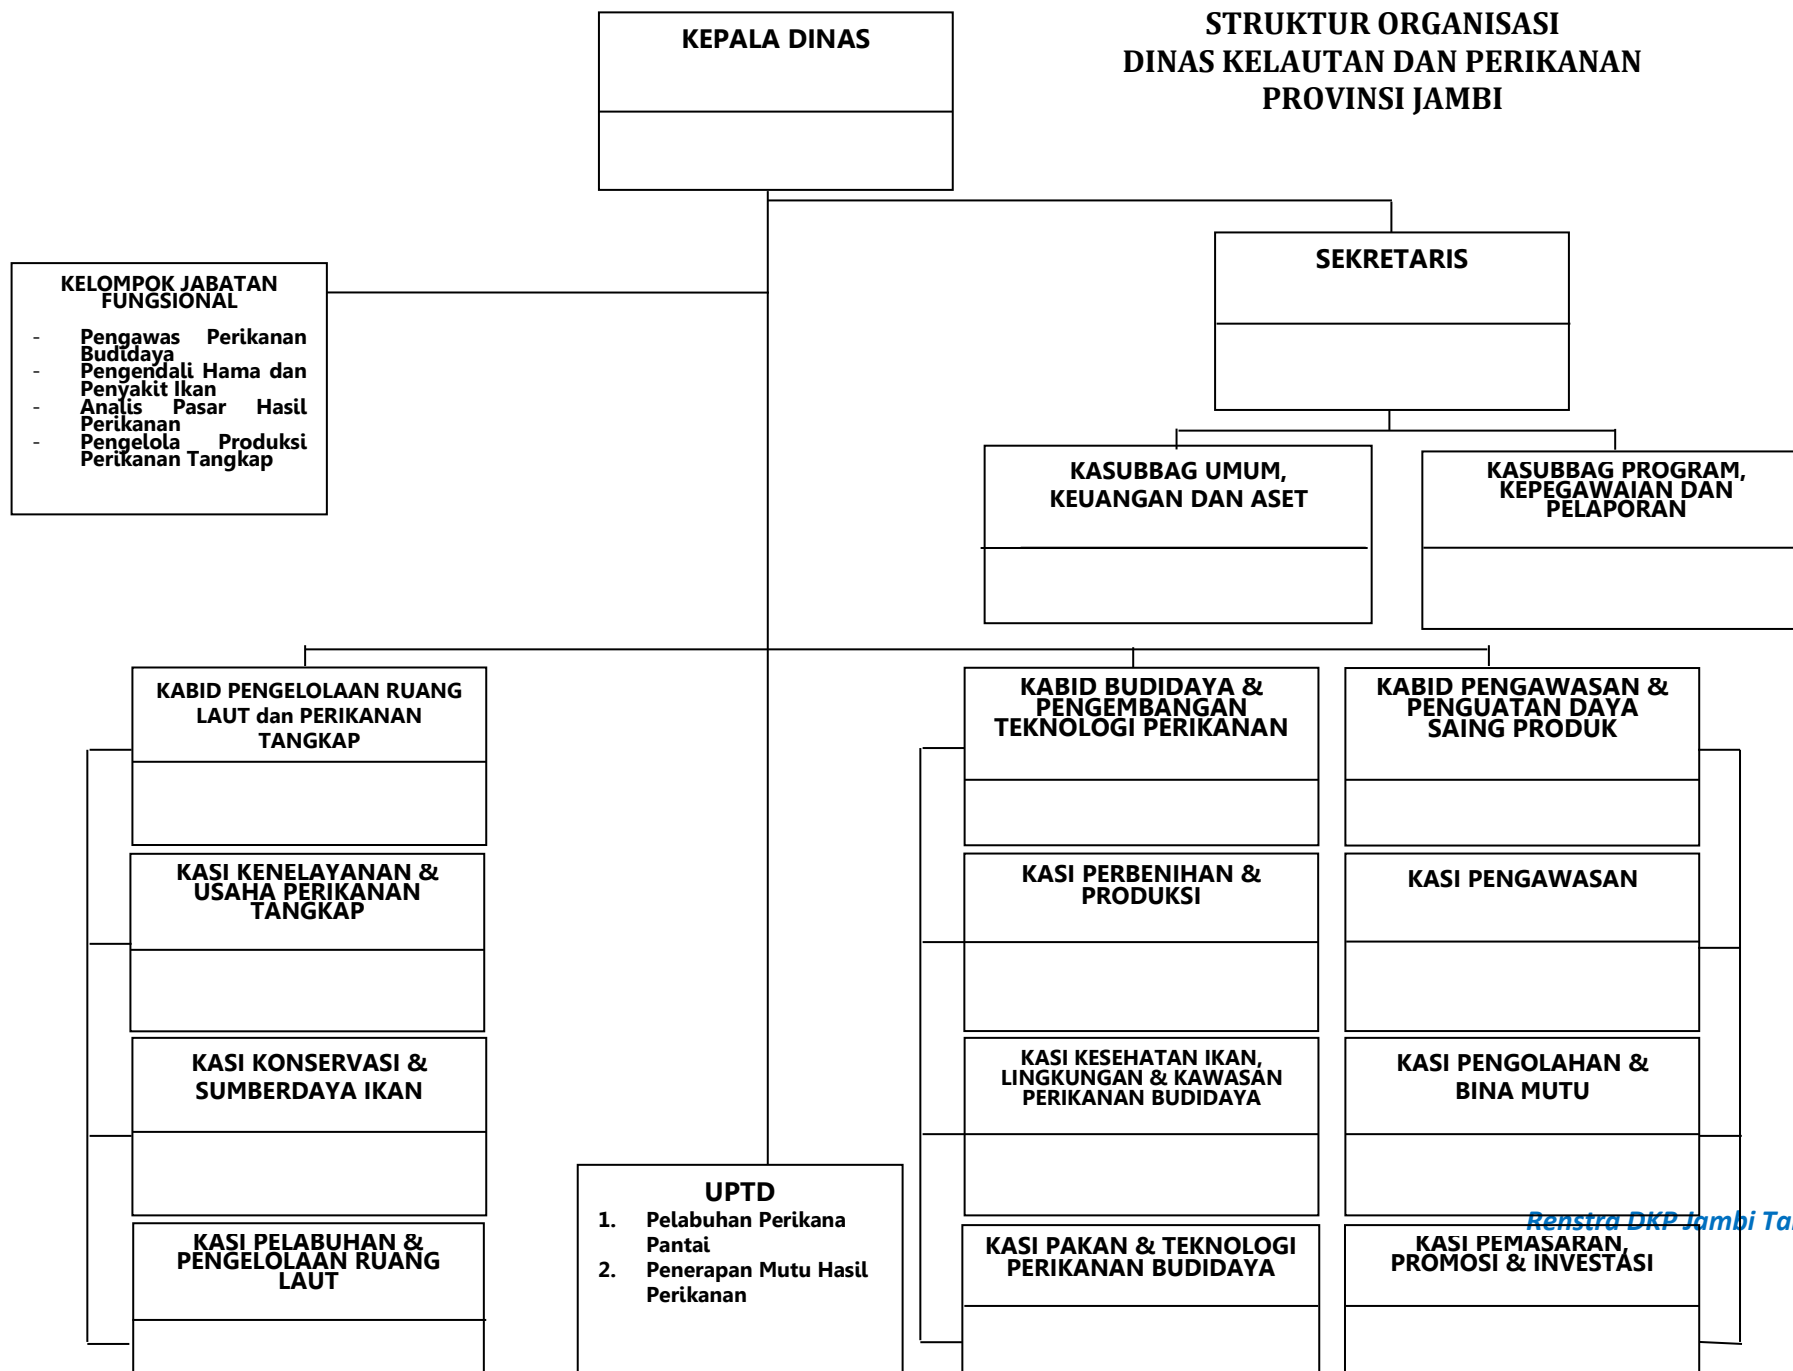 STRUKTUR ORGANISASI
DINAS KELAUTAN DAN PERIKANAN
PROVINSI JAMBI
KEPALA DINAS
SEKRETARIS
KELOMPOK JABATAN
FUNGSIONAL
- Pengawas Perikanan
Budidaya
- Pengendali Hama dan
Penyakit Ikan
- Analis Pasar Hasil
Perikanan
- Pengelola Produksi
Perikanan Tangkap
KASUBBAG UMUM,
KEUANGAN DAN ASET
KASUBBAG PROGRAM,
KEPEGAWAIAN DAN
PELAPORAN
KABID PENGELOLAAN RUANG
LAUT dan PERIKANAN
TANGKAP
KASI KENELAYANAN &
USAHA PERIKANAN
TANGKAP
KASI KONSERVASI &
SUMBERDAYA IKAN
KASI PELABUHAN &
PENGELOLAAN RUANG
LAUT
UPTD
1. Pelabuhan Perikana
Pantai
2. Penerapan Mutu Hasil
Perikanan
KABID BUDIDAYA &
PENGEMBANGAN
TEKNOLOGI PERIKANAN
KASI PERBENIHAN &
PRODUKSI
KASI KESEHATAN IKAN,
LINGKUNGAN & KAWASAN
PERIKANAN BUDIDAYA
KASI PAKAN & TEKNOLOGI
PERIKANAN BUDIDAYA
KABID PENGAWASAN &
PENGUATAN DAYA
SAING PRODUK
KASI PENGAWASAN
KASI PENGOLAHAN &
BINA MUTU
KASI PEMASARAN,
PROMOSI & INVESTASI
Renstra DKP Jambi